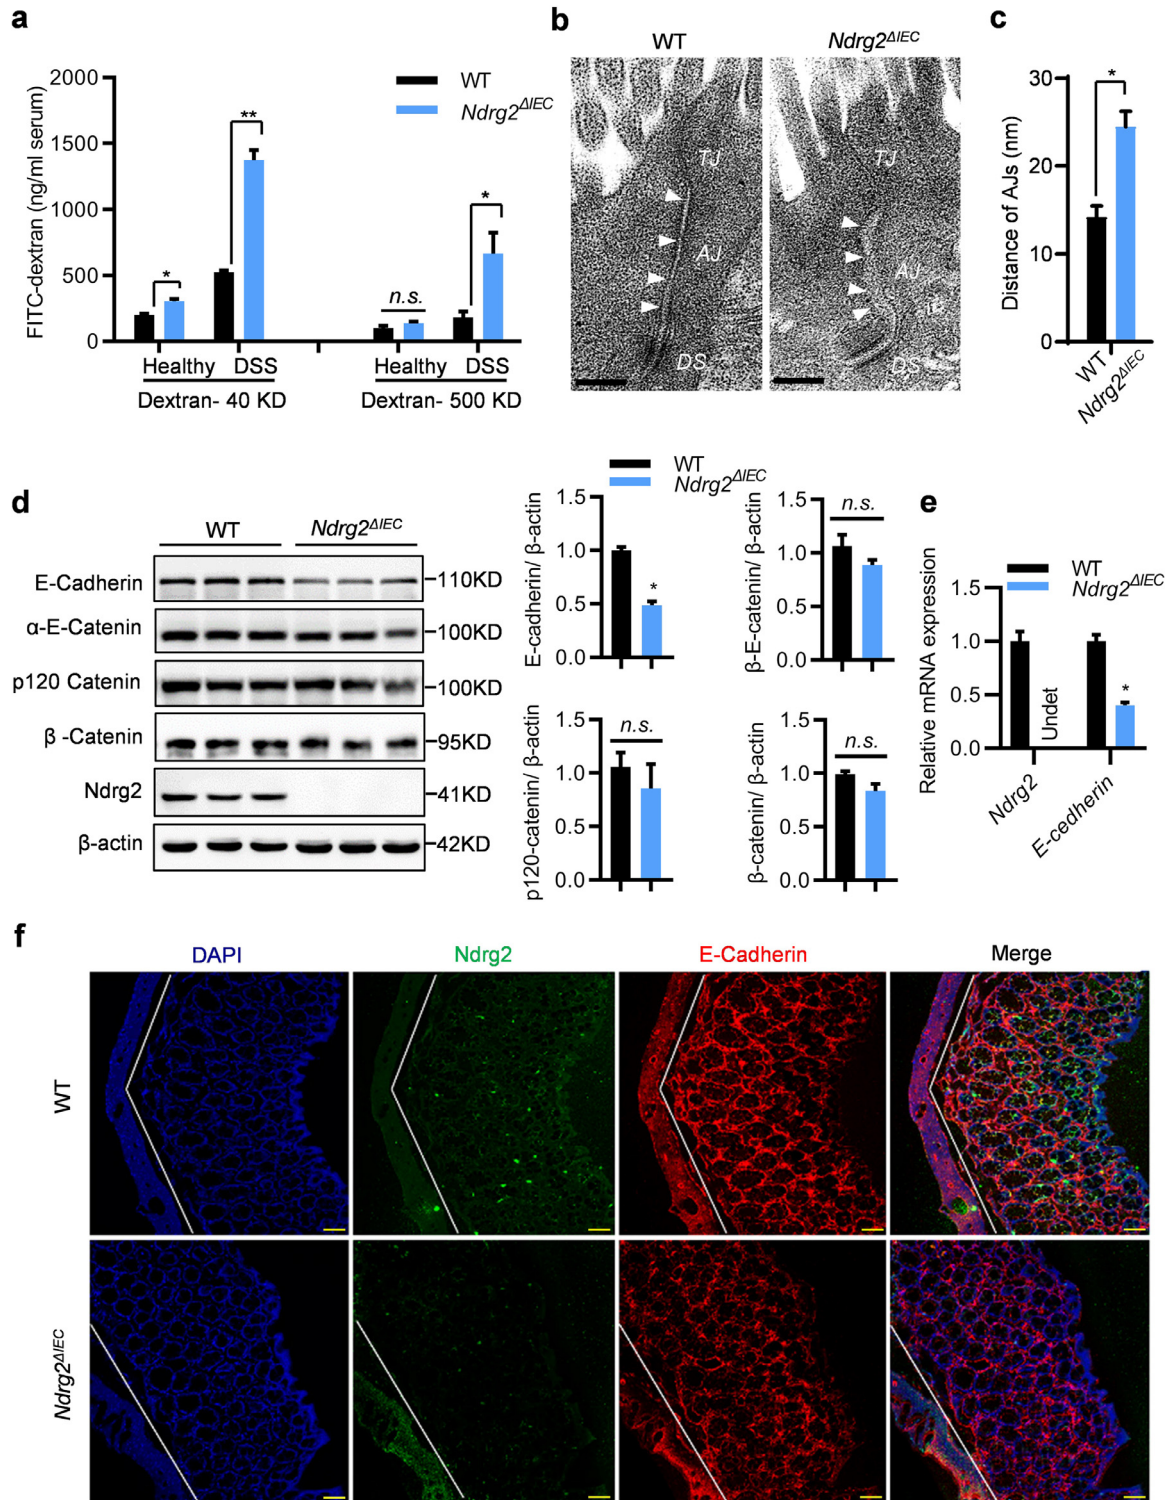 a
2000
1500
1000
500
0
FITC-dextran (ng/ml serum)
WT
Ndrg2ΔIEC
*
**
n.s.
*
Healthy DSS Healthy DSS
Dextran- 40 KD Dextran- 500 KD
b
WT Ndrg2ΔIEC
TJ TJ
AJ AJ
DS DS
c
30
20
10
0
Distance of AJs (nm)
*
WT
Ndrg2ΔIEC
d
WT Ndrg2ΔIEC
E-Cadherin 110KD
α-E-Catenin 100KD
p120 Catenin 100KD
β -Catenin 95KD
Ndrg2 41KD
β-actin 42KD
WT
Ndrg2ΔIEC
1.5
1.0
0.5
0.0
E-cadherin/ β-actin
*
1.5
1.0
0.5
0.0
β-E-catenin/ β-actin
n.s.
1.5
1.0
0.5
0.0
p120-catenin/ β-actin
n.s.
1.5
1.0
0.5
0.0
β-catenin/ β-actin
n.s.
e
WT
Ndrg2ΔIEC
1.5
1.0
0.5
0.0
Relative mRNA expression
Undet
*
Ndrg2
E-cedherin
f
DAPI Ndrg2 E-Cadherin Merge
WT
Ndrg2ΔIEC